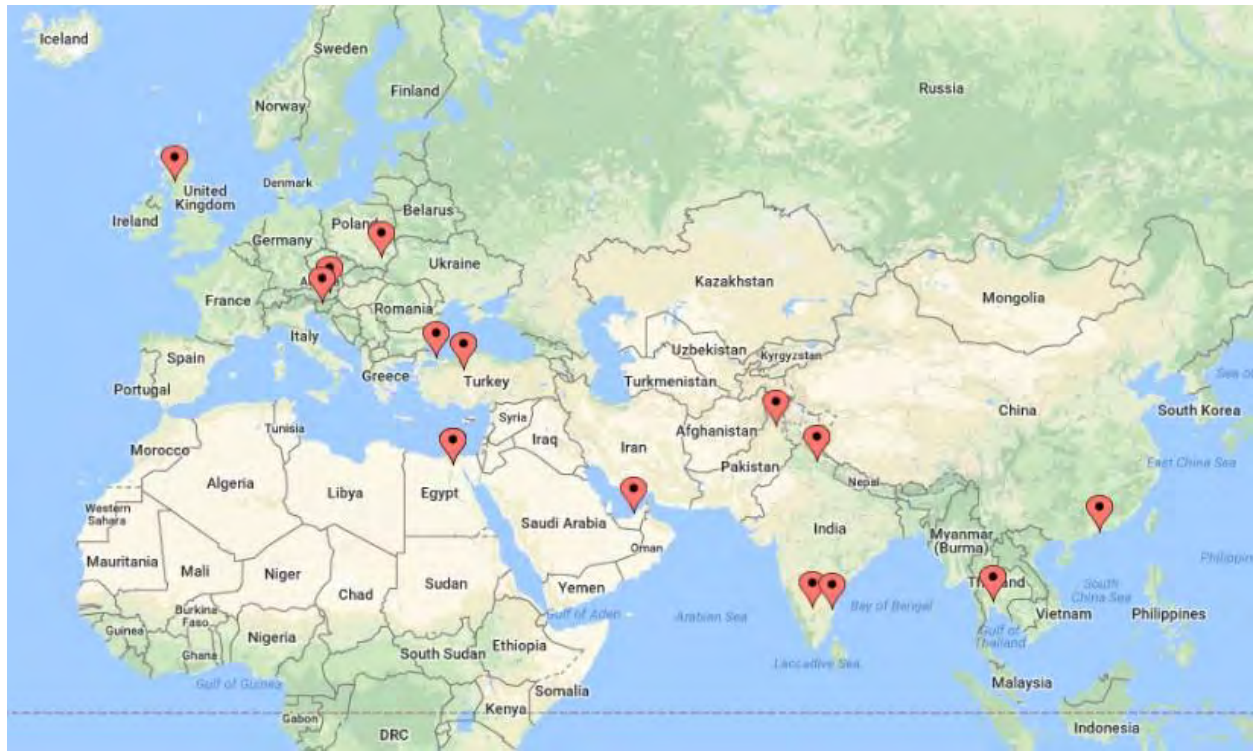 Iceland
Sweden
Finland
Norway
Russia
United
Kingdom
Denmark
Ireland
Belarus
Poland
Germany
Ukraine
France
Kazakhstan
Mongolia
Romania
Italy
Uzbekistan
Kyrgyzstan
Spain
Portugal
Greece
Turkey
Turkmenistan
China
South Korea
Syria
Tunisia
Afghanistan
Iraq
Iran
Morocco
Pakistan
East China Sea
Algeria
Libya
Egypt
Nepal
Western
Sahara
Saudi Arabia
India
Myanmar
(Burma)
Oman
Mauritania
Mali
Niger
Chad
Sudan
Yemen
Gulf of Aden
Arabian Sea
Bay of Bengal
South
China Sea
Vietnam
Philippines
Burkina
Faso
Guinea
Ghana
Nigeria
Ethiopia
South Sudan
Gulf of
Thailand
Laccadive Sea
Gulf of Guinea
Somalia
Malaysia
Kenya
Gabon
DRC
Indonesia